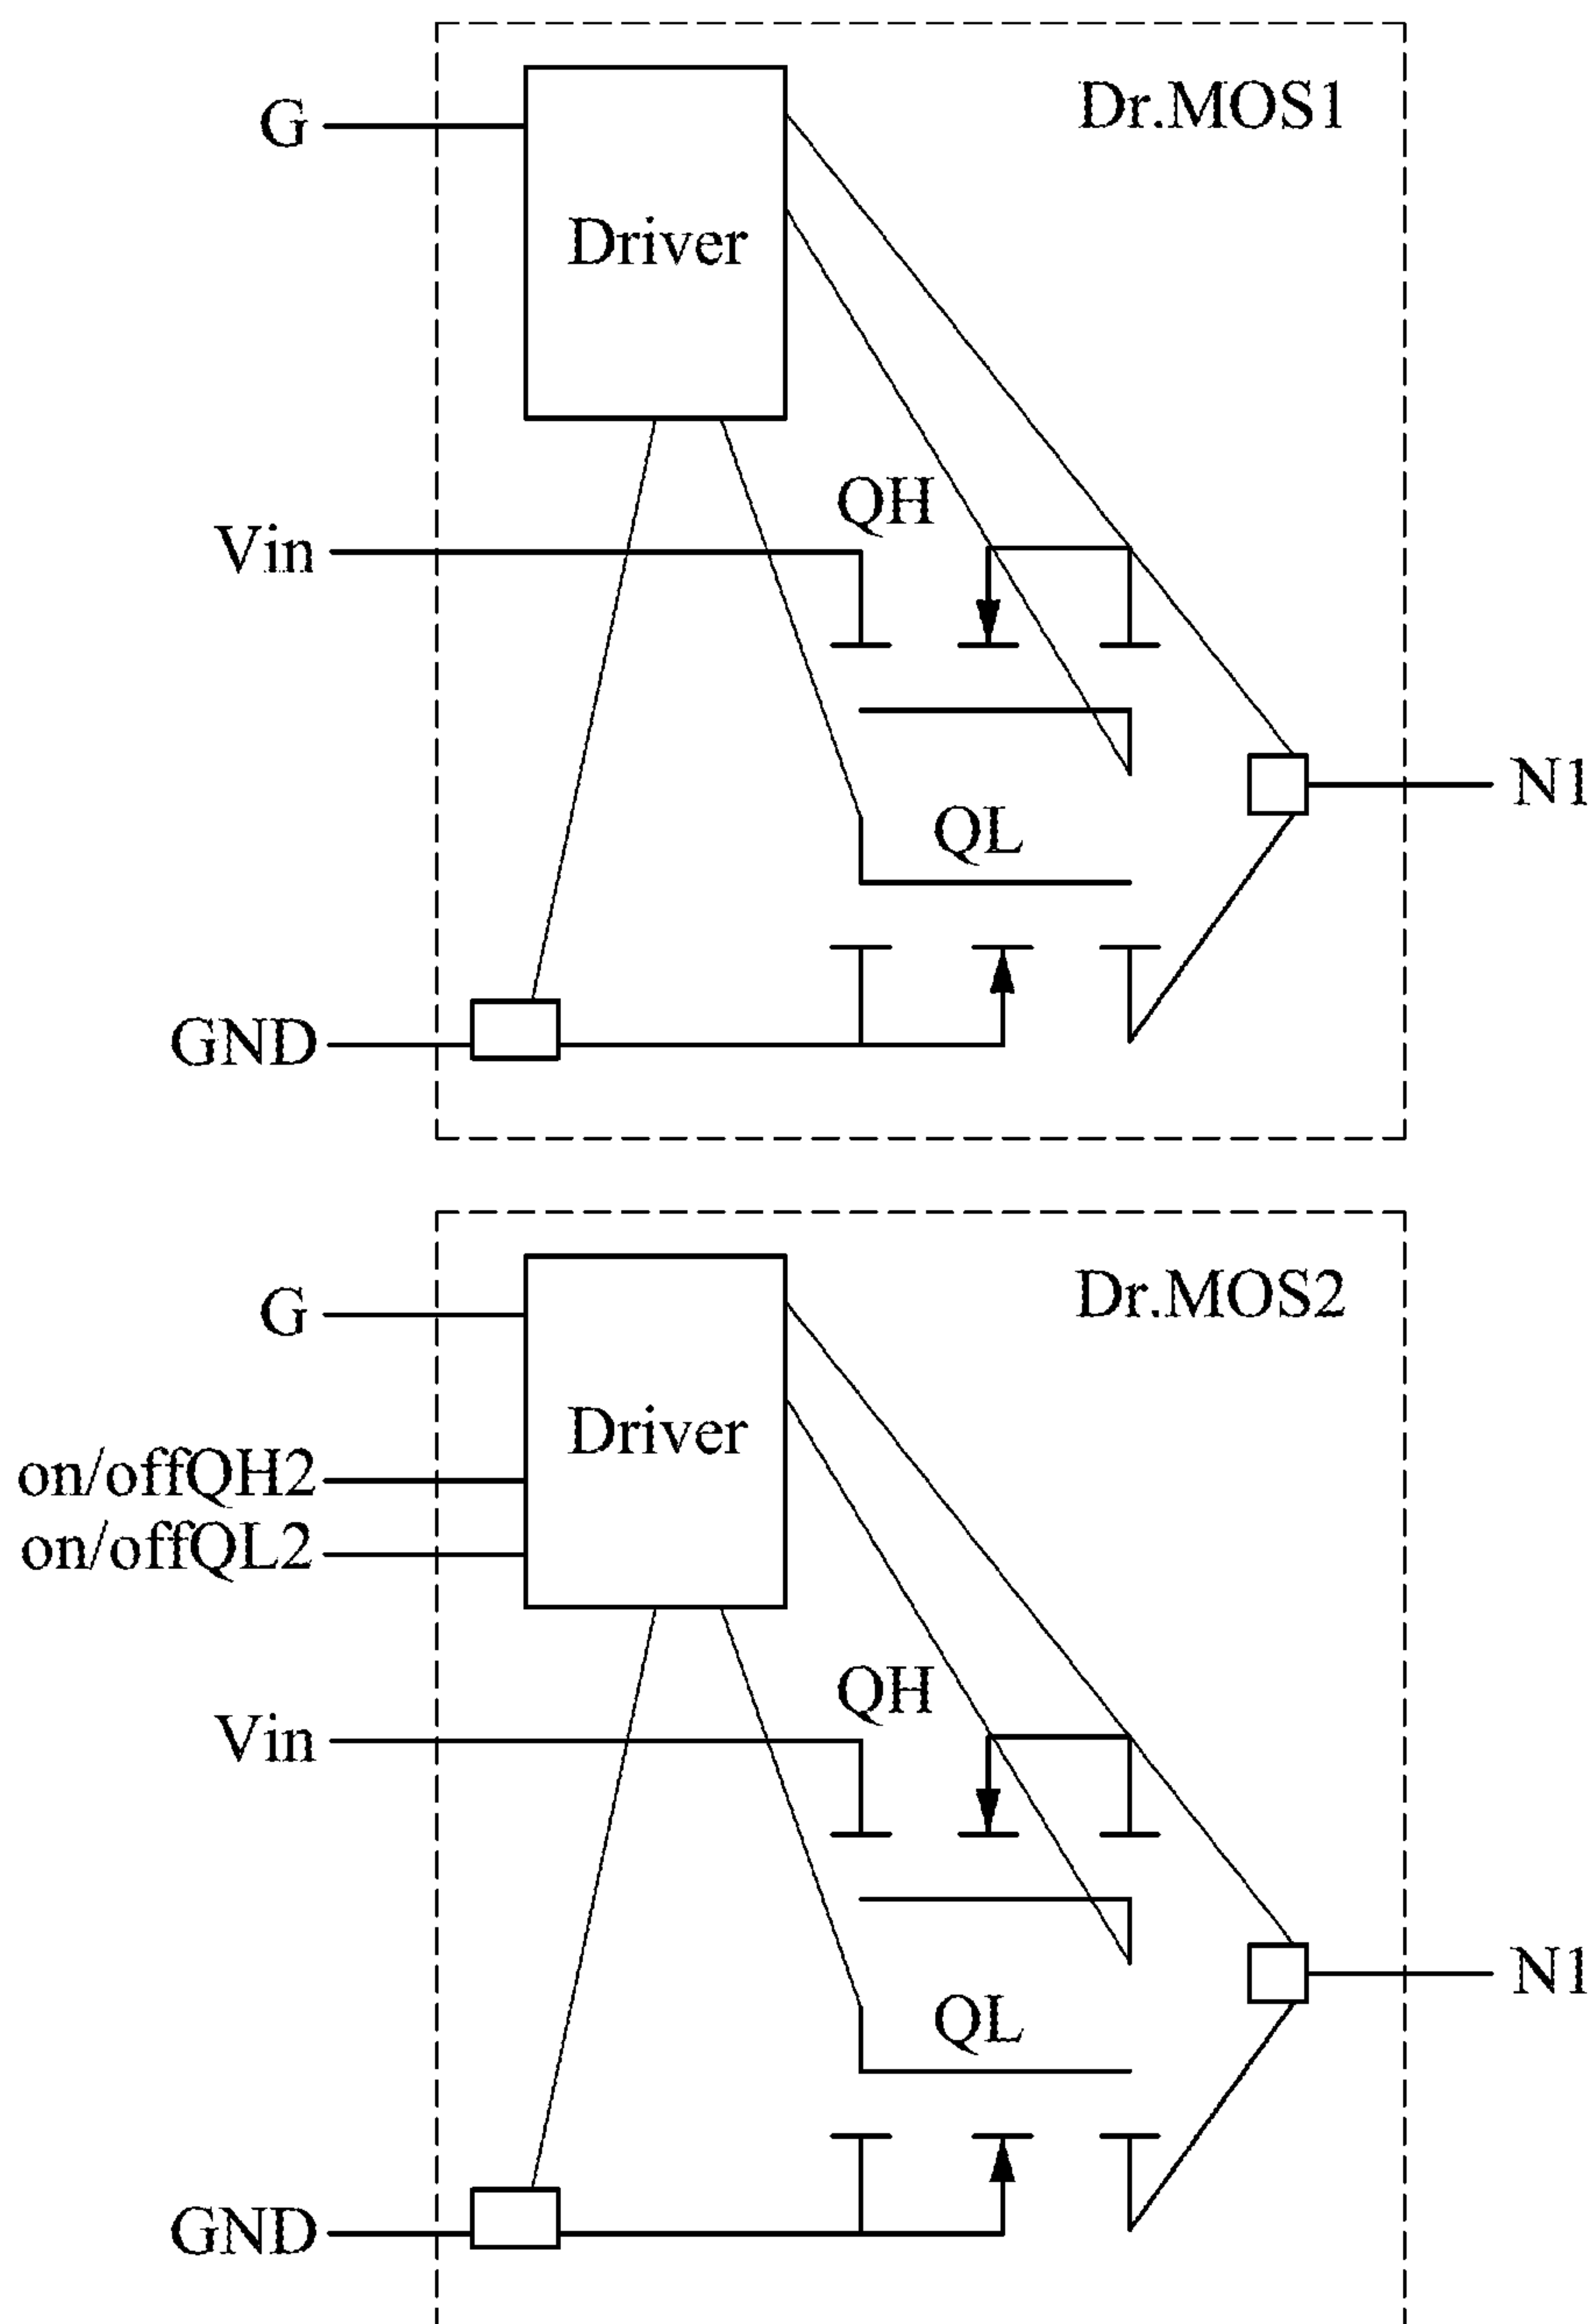 Dr.MOS1
G
Driver
QH
Vin
N1
QL
GND
Dr.MOS2
G
Driver
on/offQH2
on/offQL2
QH
Vin
N1
QL
GND